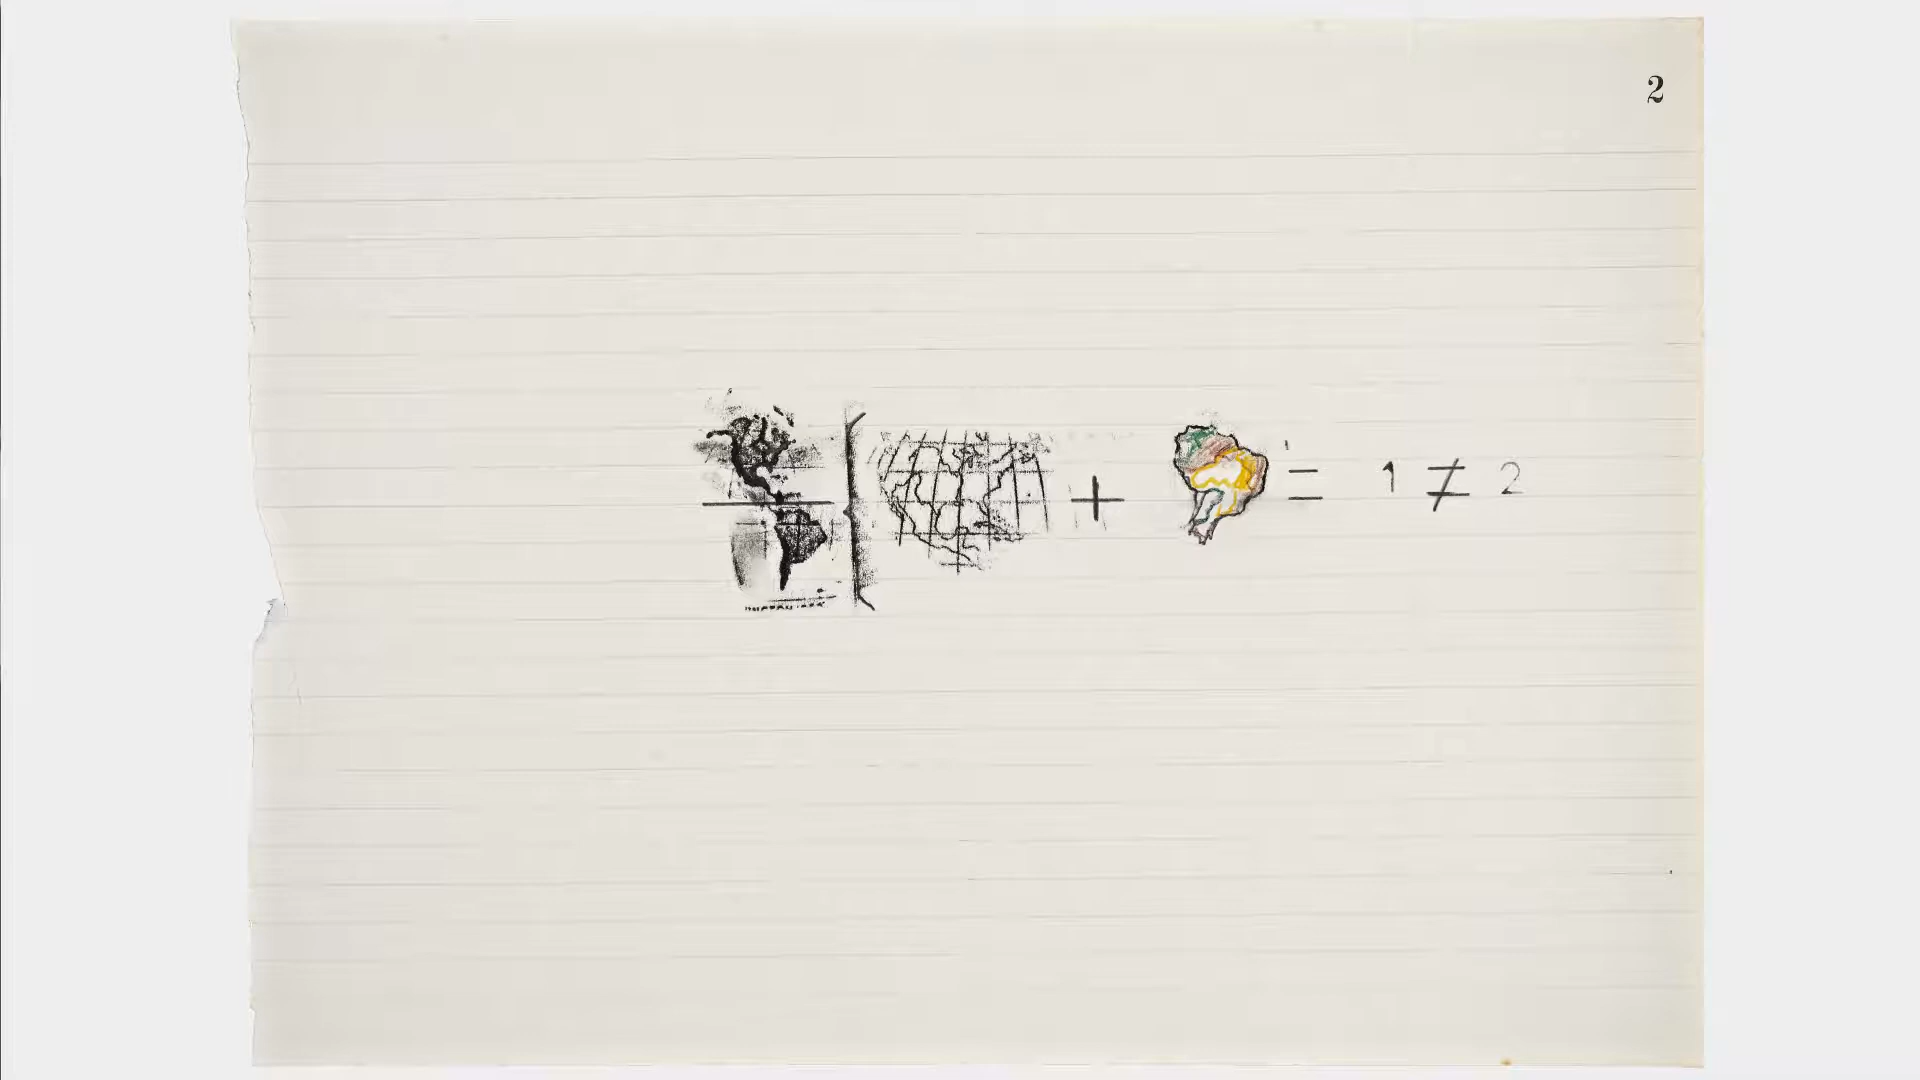 2
+ = 1 ≠ 2